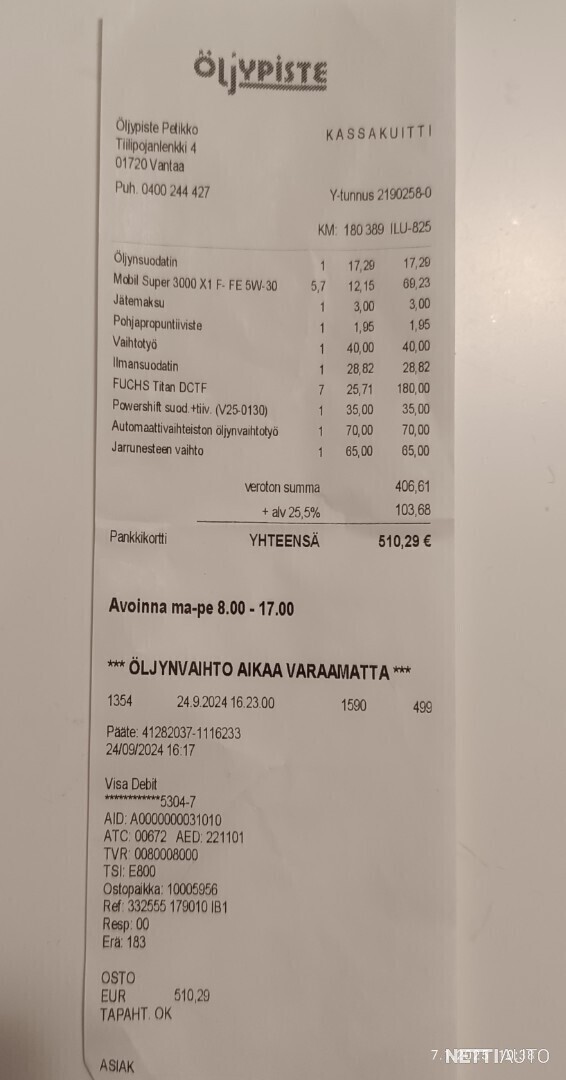 ÖljYPiSTE
Öljypiste Petikko
KASSAKUITTI
Tiilipojanlenkki 4
01720 Vantaa
Puh. 0400 244 427
Y-tunnus 2190258-0
KM: 180 389 ILU-825
Öljynsuodatin 1 17,29 17,29
Mobil Super 3000 X1 F- FE 5W-30 5,7 12,15 69,23
Jätemaksu 1 3,00 3,00
Pohjapropuntiiviste 1 1,95 1,95
Vaihtotyö 1 40,00 40,00
Ilmansuodatin 1 28,82 28,82
FUCHS Titan DCTF 7 25,71 180,00
Powershift suod.+tiiv. (V25-0130) 1 35,00 35,00
Automaattivaihteiston öljynvaihtotyö 1 70,00 70,00
Jarrunesteen vaihto 1 65,00 65,00
veroton summa 406,61
+ alv 25,5% 103,68
Pankkikortti YHTEENSÄ 510,29 €
Avoinna ma-pe 8.00 - 17.00
*** ÖLJYNVAIHTO AIKAA VARAAMATTA ***
1354 24.9.2024 16.23.00 1590 499
Pääte: 41282037-1116233
24/09/2024 16:17
Visa Debit
************5304-7
AID: A0000000031010
ATC: 00672 AED: 221101
TVR: 0080008000
TSI: E800
Ostopaikka: 10005956
Ref: 332555 179010 IB1
Resp: 00
Erä: 183
OSTO
EUR 510,29
TAPAHT. OK
ASIAK
NETTIAUTO